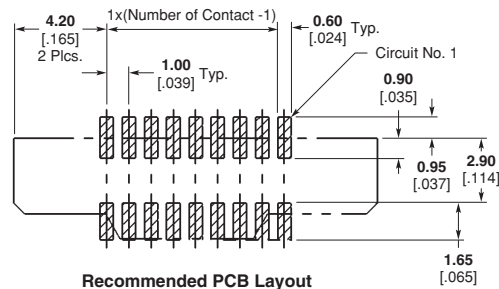 4.20
[.165]
2 Plcs.
1x(Number of Contact -1)
0.60 Typ.
[.024]
Circuit No. 1
1.00 Typ.
[.039]
0.90
[.035]
0.95
[.037]
2.90
[.114]
1.65
[.065]
Recommended PCB Layout